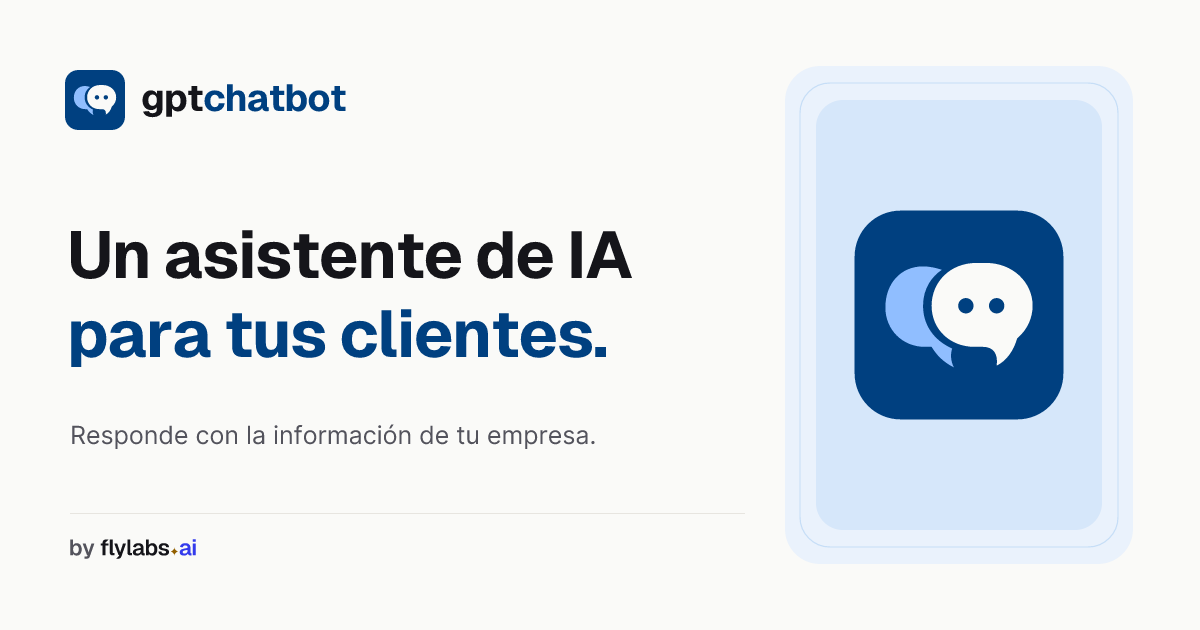 gptchatbot
Un asistente de IA
para tus clientes.
Responde con la información de tu empresa.
by flylabs✦ai